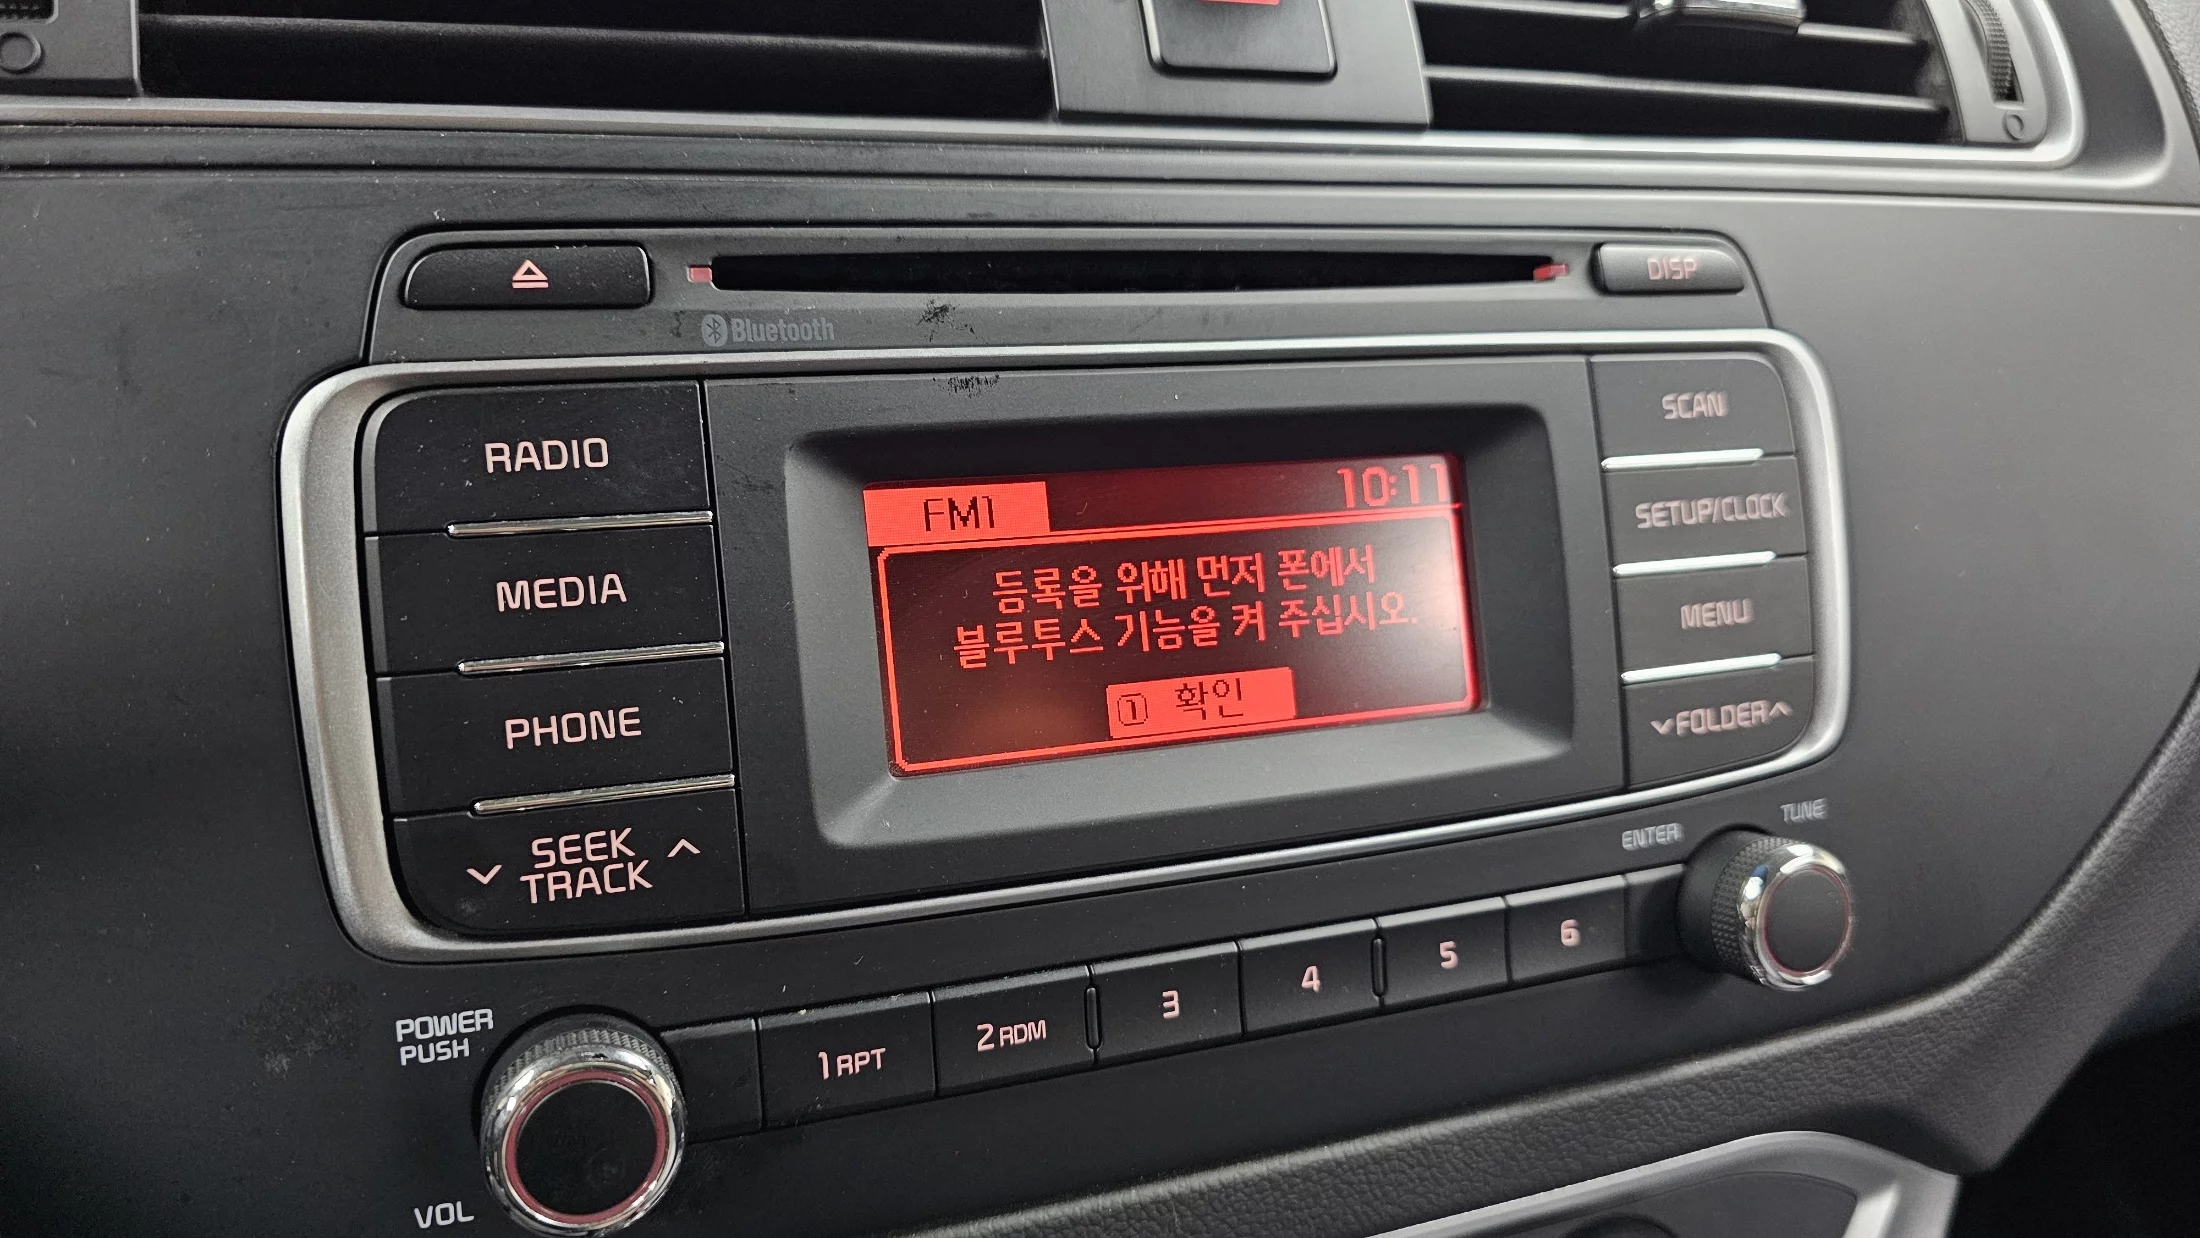 DISP
Bluetooth
RADIO
MEDIA
PHONE
SEEK
TRACK
FM1 10:11
등록을 위해 먼저 폰에서
블루투스 기능을 켜 주십시오.
① 확인
SCAN
SETUP/CLOCK
MENU
FOLDER
ENTER
TUNE
POWER
PUSH
VOL
1 RPT
2 RDM
3
4
5
6